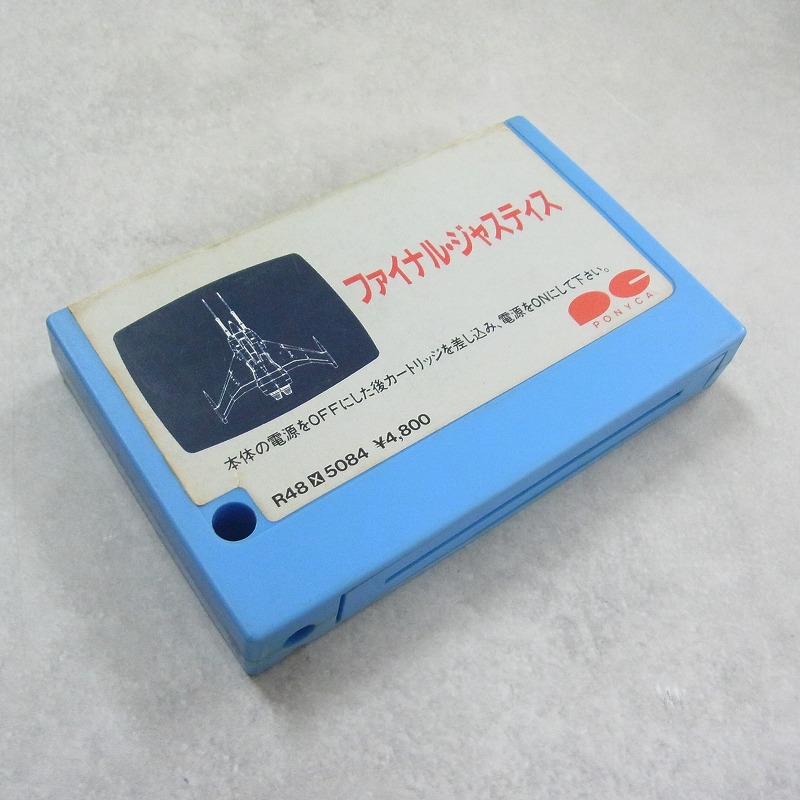 ファイナル・ジャスティス
PONYCA
本体の電源をOFFにした後カートリッジを差し込み、電源をONにして下さい。
R48X5084 ¥4,800